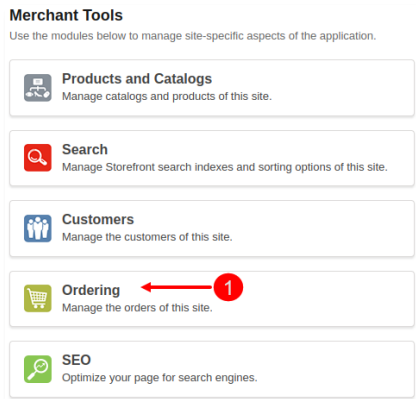 Merchant Tools
Use the modules below to manage site-specific aspects of the application.
Products and Catalogs
Manage catalogs and products of this site.
Search
Manage Storefront search indexes and sorting options of this site.
Customers
Manage the customers of this site.
Ordering
1
Manage the orders of this site.
SEO
Optimize your page for search engines.